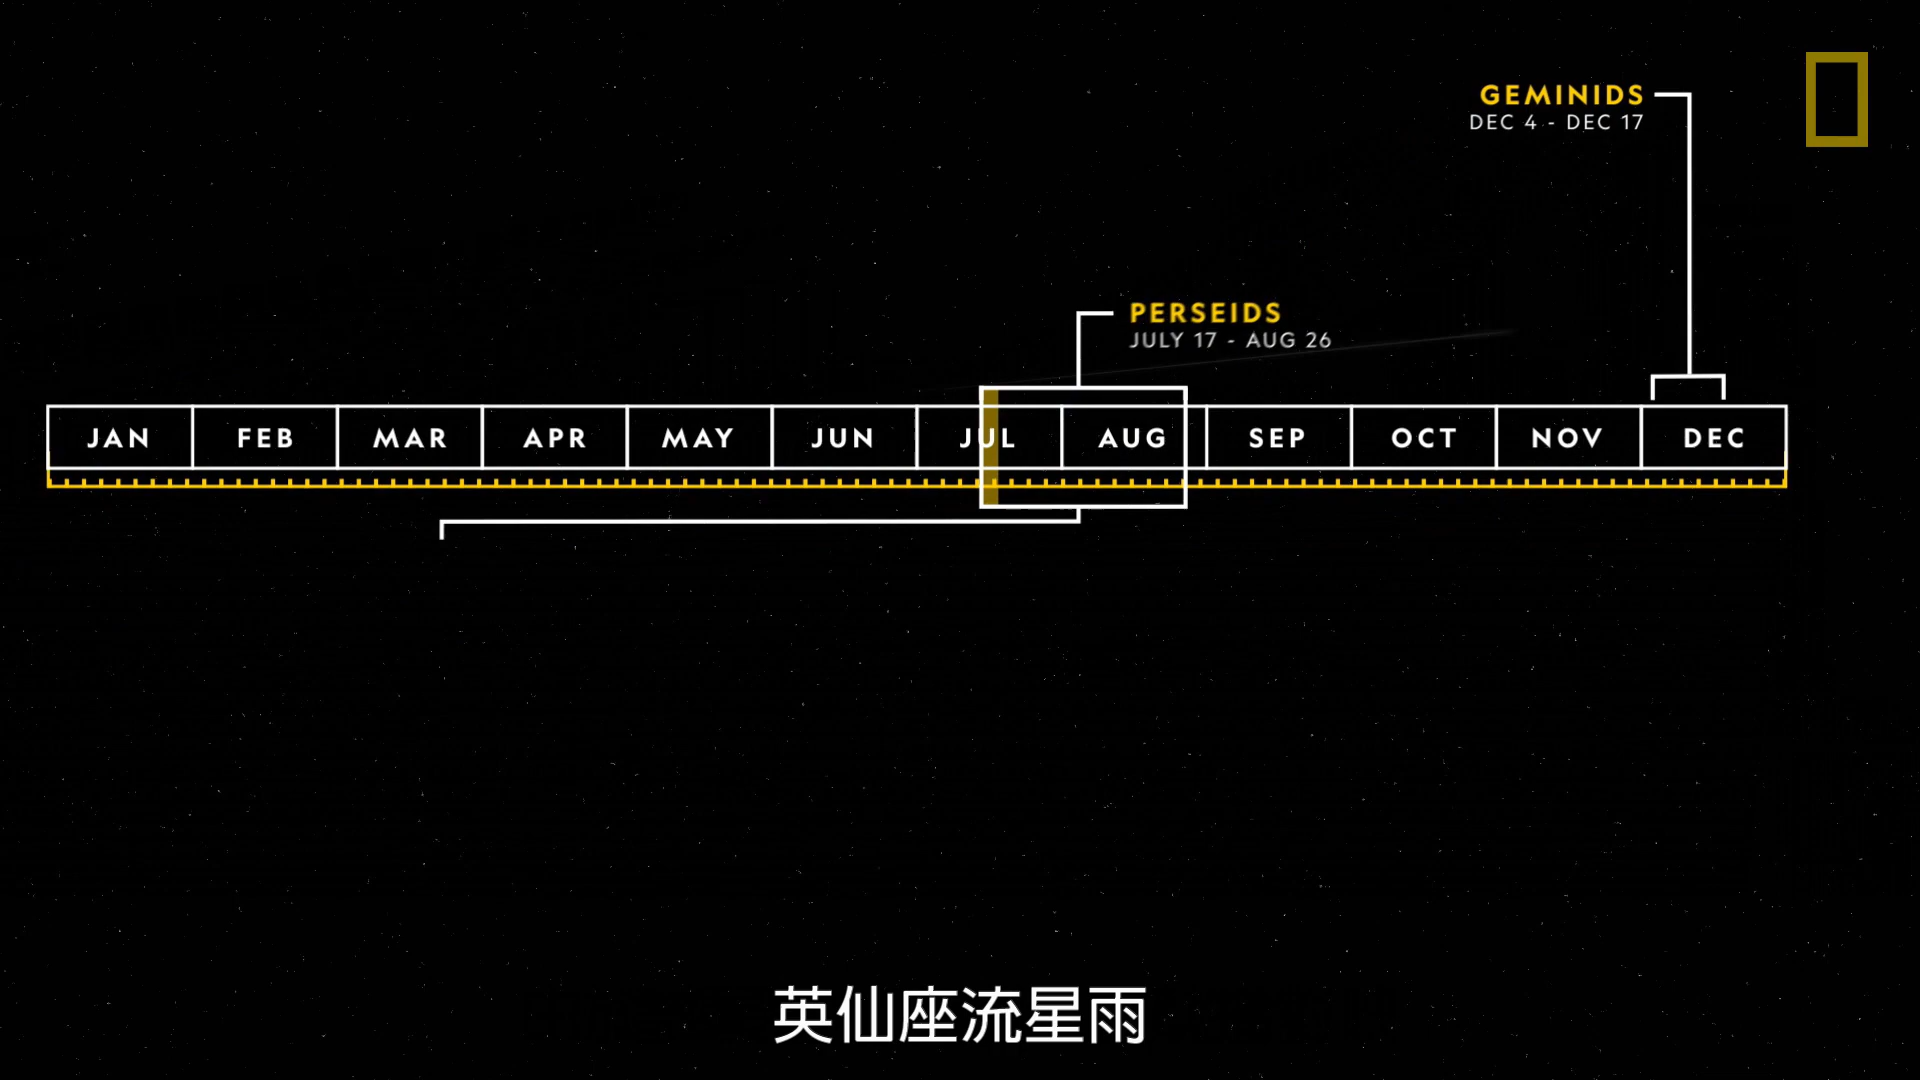 GEMINIDS
DEC 4 - DEC 17
PERSEIDS
JULY 17 - AUG 26
JAN FEB MAR APR MAY JUN JUL AUG SEP OCT NOV DEC
英仙座流星雨